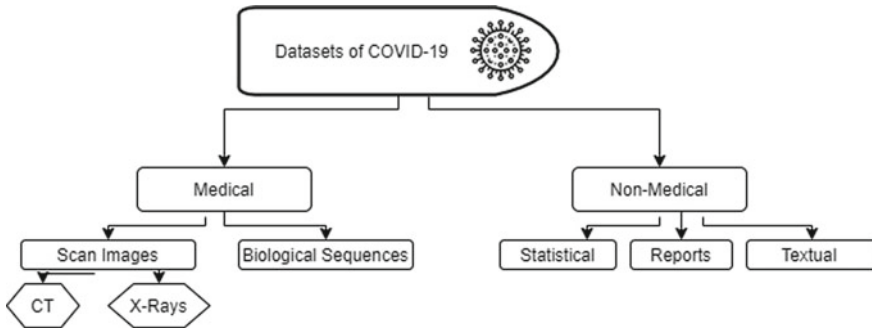 Datasets of COVID-19
Medical
Non-Medical
Scan Images
Biological Sequences
Statistical
Reports
Textual
CT
X-Rays